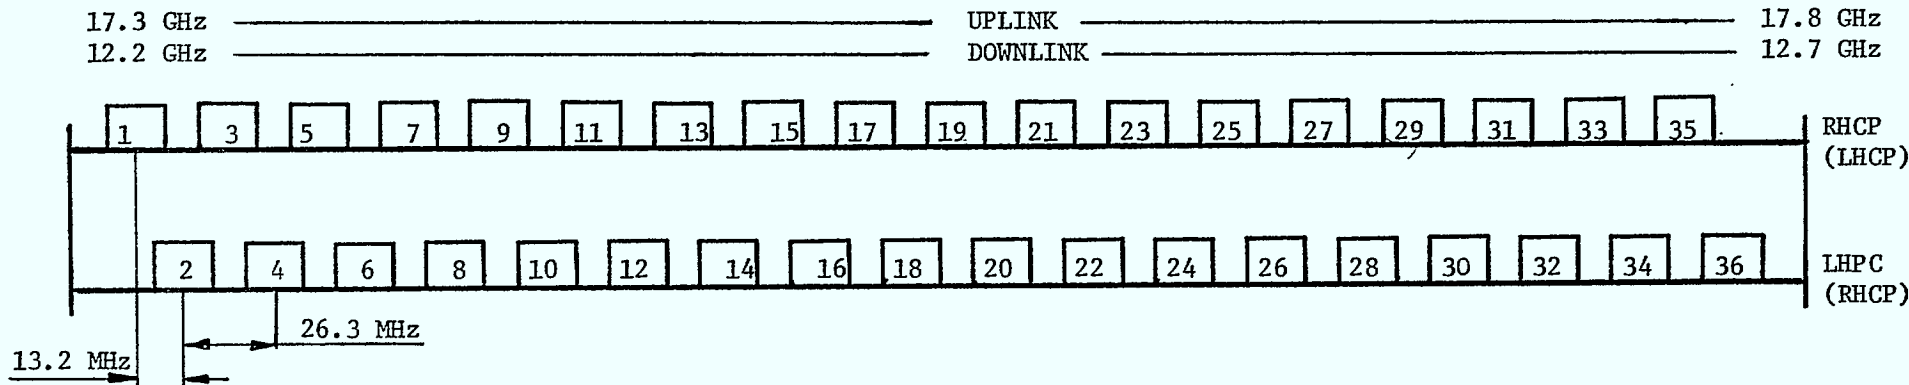 17.3 GHz UPLINK 17.8 GHz
12.2 GHz DOWNLINK 12.7 GHz
1 3 5 7 9 11 13 15 17 19 21 23 25 27 29 31 33 35 RHCP
(LHCP)
2 4 6 8 10 12 14 16 18 20 22 24 26 28 30 32 34 36 LHPC
(RHCP)
26.3 MHz
13.2 MHz